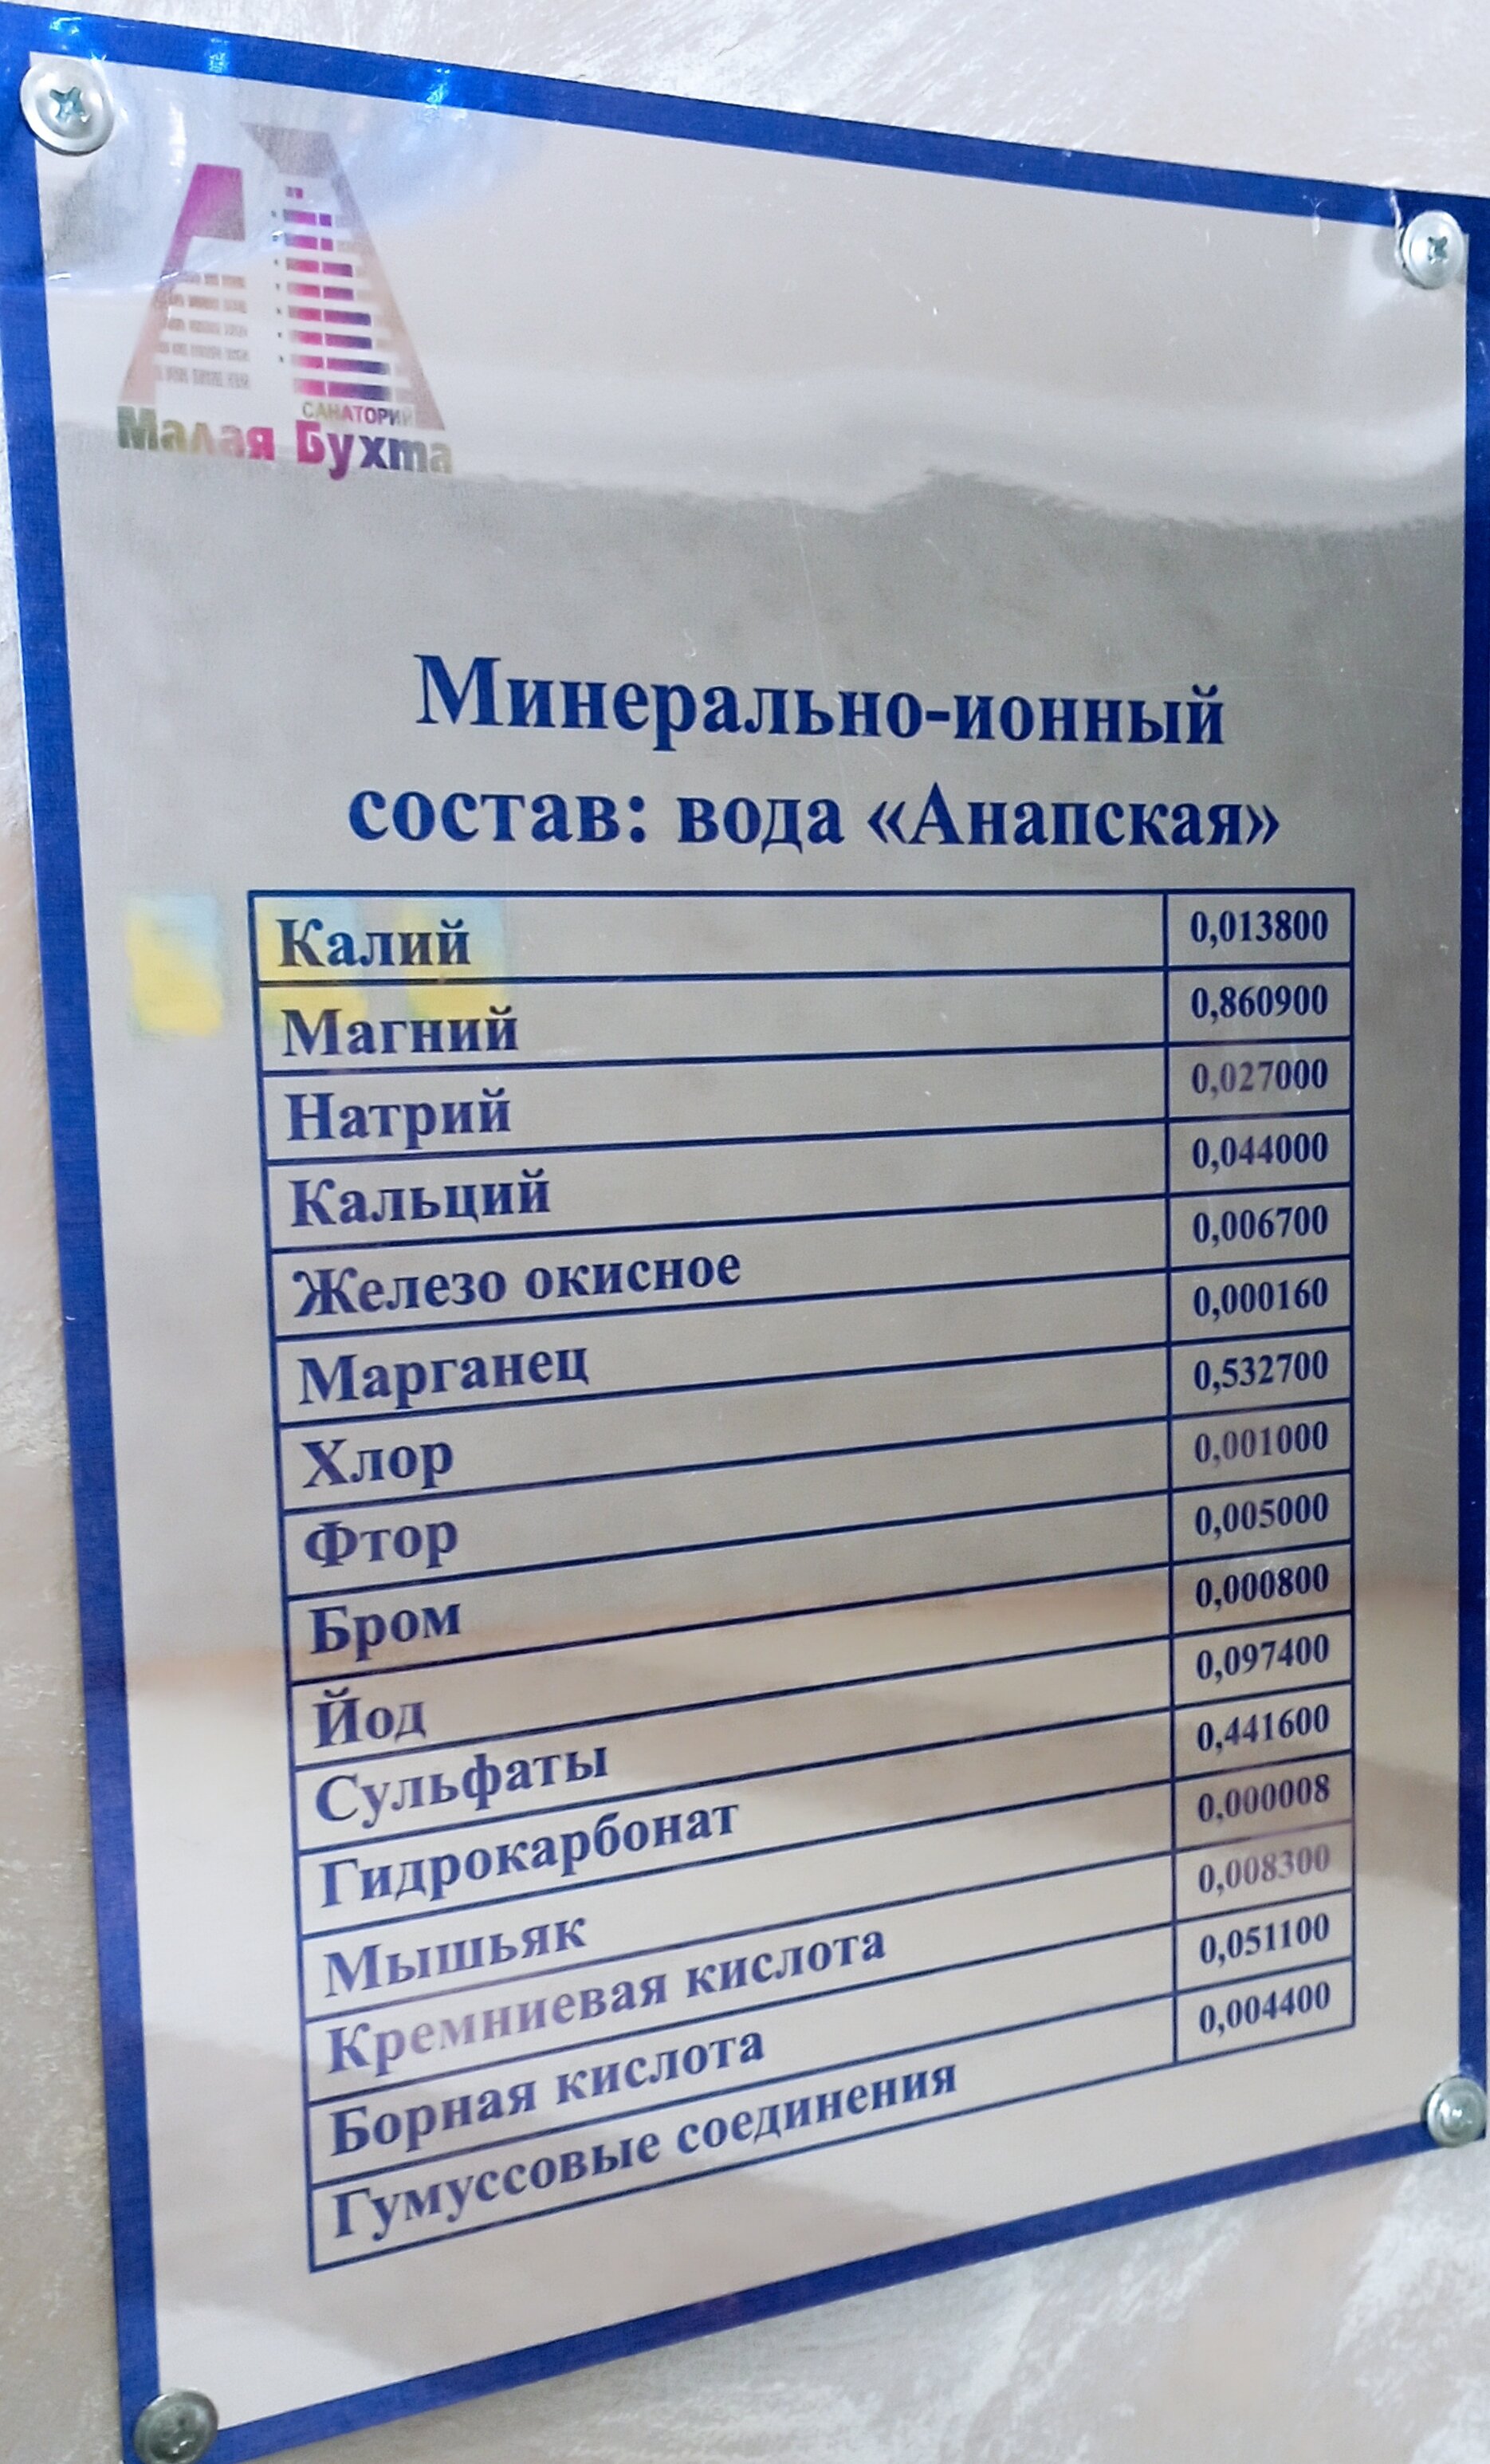 САНАТОРИЙ
Малая Бухта
Минерально-ионный
состав: вода «Анапская»
Калий 0,013800
Магний 0,860900
Натрий 0,027000
Кальций 0,044000
Железо окисное 0,006700
Марганец 0,000160
Хлор 0,532700
Фтор 0,001000
Бром 0,005000
Йод 0,000800
Сульфаты 0,097400
Гидрокарбонат 0,441600
Мышьяк 0,000008
Кремниевая кислота 0,008300
Борная кислота 0,051100
Гумуссовые соединения 0,004400